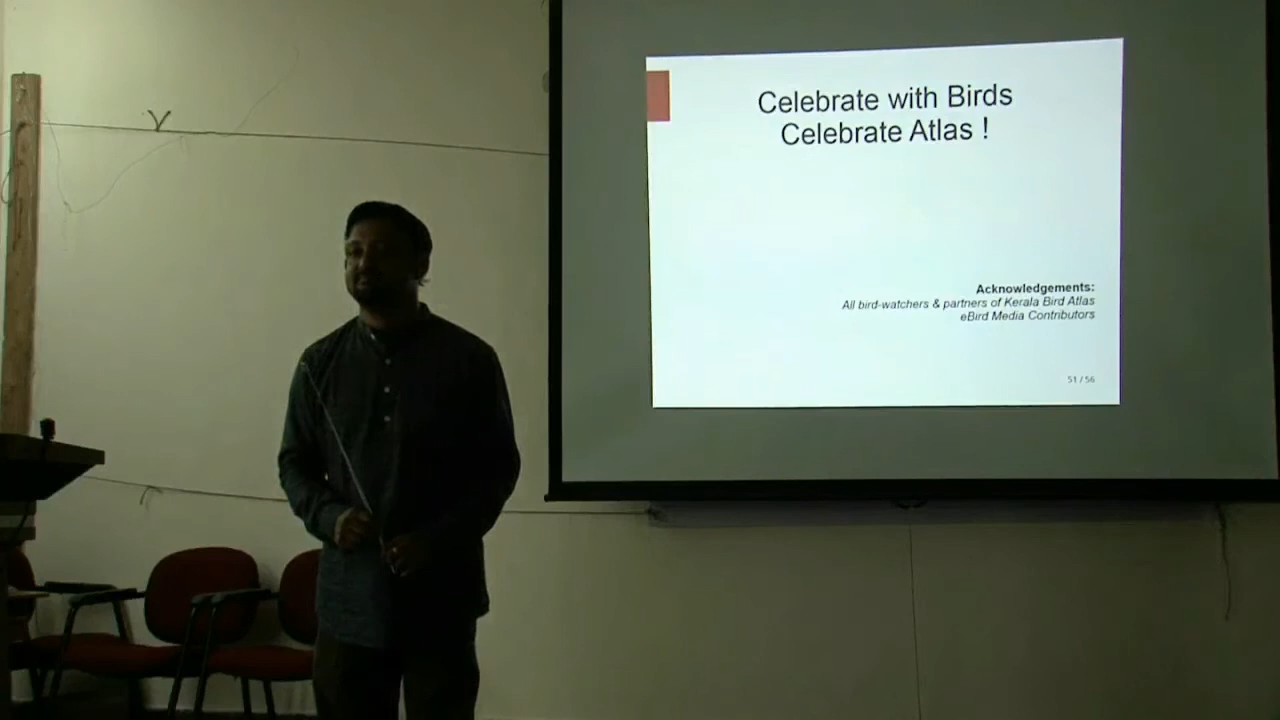 Celebrate with Birds
Celebrate Atlas !
Acknowledgements:
All bird-watchers & partners of Kerala Bird Atlas
eBird Media Contributors
51 / 56